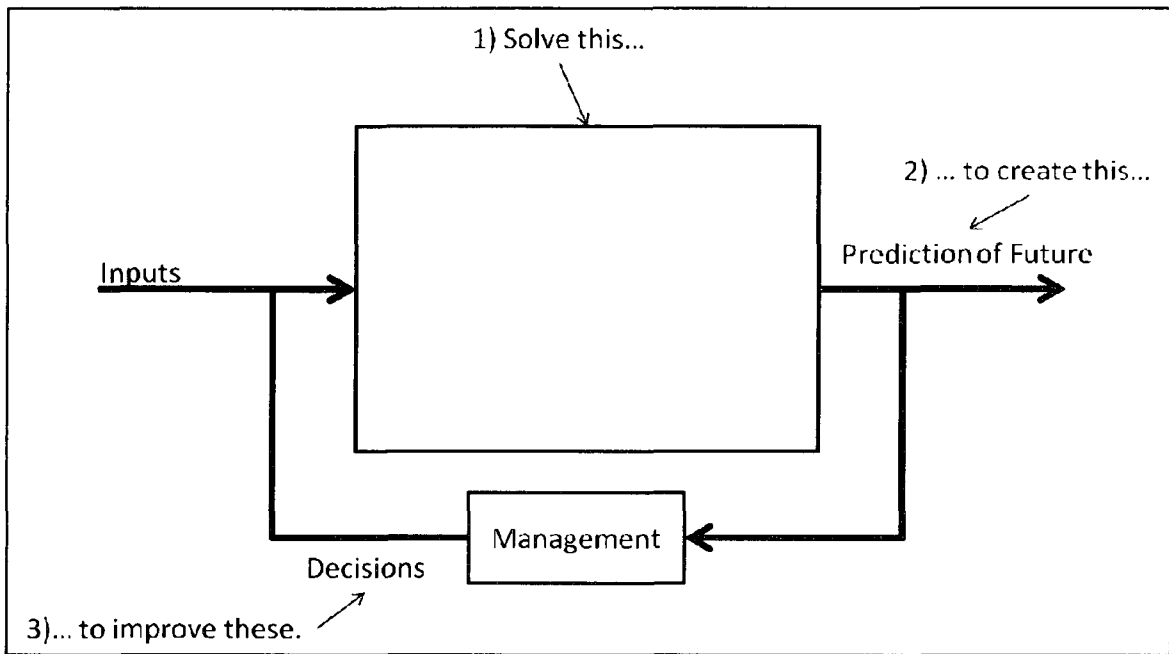 1) Solve this...
2) ... to create this...
Prediction of Future
Inputs
Management
Decisions
3)... to improve these.